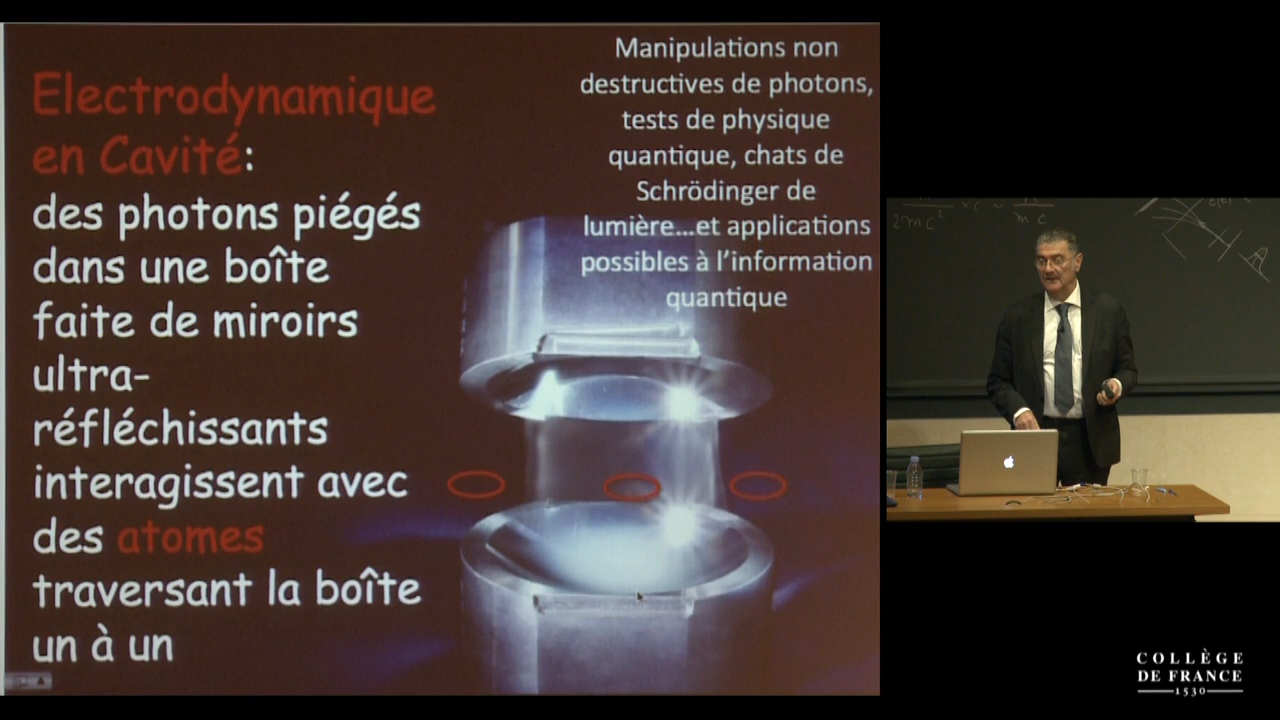 Electrodynamique
en Cavité:
des photons piégés
dans une boîte
faite de miroirs
ultra-
réfléchissants
interagissent avec
des atomes
traversant la boîte
un à un
Manipulations non
destructives de photons,
tests de physique
quantique, chats de
Schrödinger de
lumière...et applications
possibles à l'information
quantique
COLLÈGE
DE FRANCE
1530